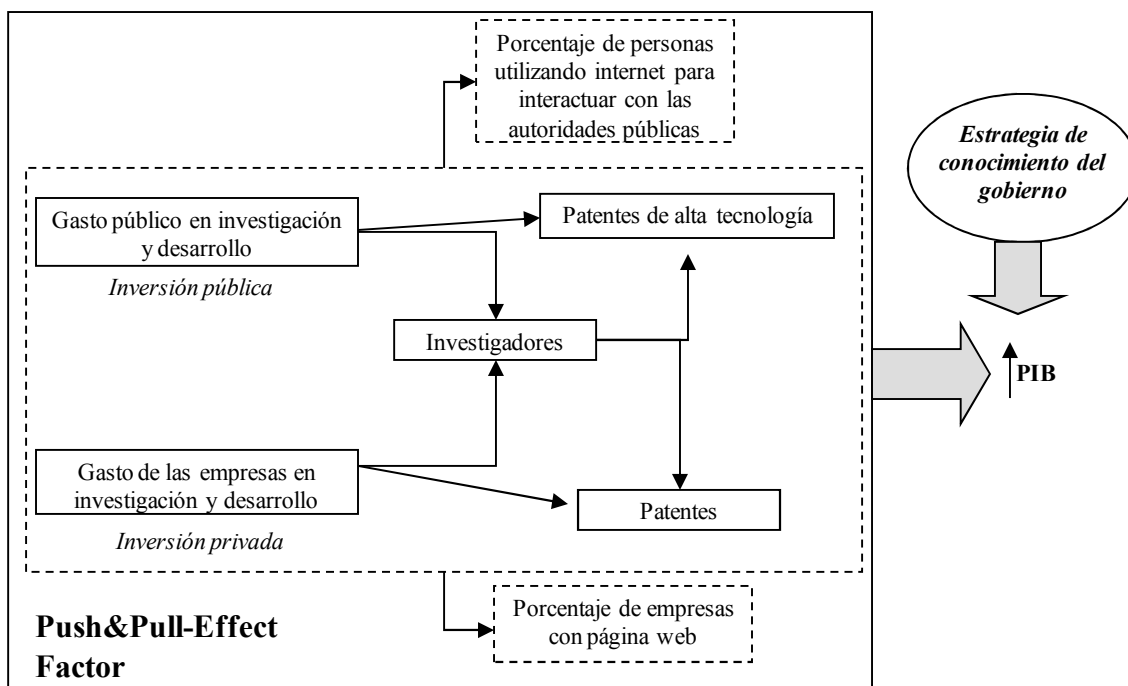 Porcentaje de personas
utilizando internet para
interactuar con las
autoridades públicas
Estrategia de
conocimiento del
gobierno
Gasto público en investigación
y desarrollo
Inversión pública
Patentes de alta tecnología
Investigadores
PIB
Gasto de las empresas en
investigación y desarrollo
Inversión privada
Patentes
Porcentaje de empresas
con página web
Push&Pull-Effect
Factor